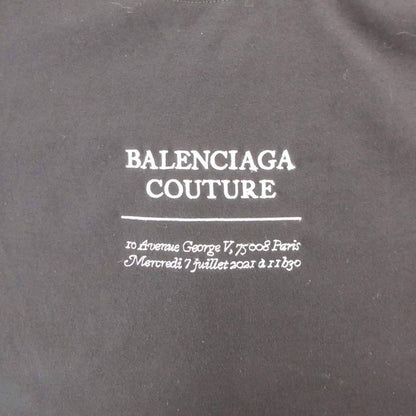 BALENCIAGA
COUTURE
10 Avenue George V, 75008 Paris
Mercredi 7 juillet 2021 à 11h30